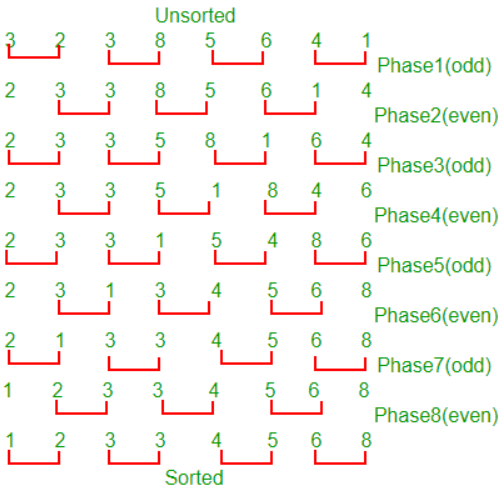 Unsorted
3 2 3 8 5 6 4 1
Phase1(odd)
2 3 3 8 5 6 1 4
Phase2(even)
2 3 3 5 8 1 6 4
Phase3(odd)
2 3 3 5 1 8 4 6
Phase4(even)
2 3 3 1 5 4 8 6
Phase5(odd)
2 3 1 3 4 5 6 8
Phase6(even)
2 1 3 3 4 5 6 8
Phase7(odd)
1 2 3 3 4 5 6 8
Phase8(even)
1 2 3 3 4 5 6 8
Sorted